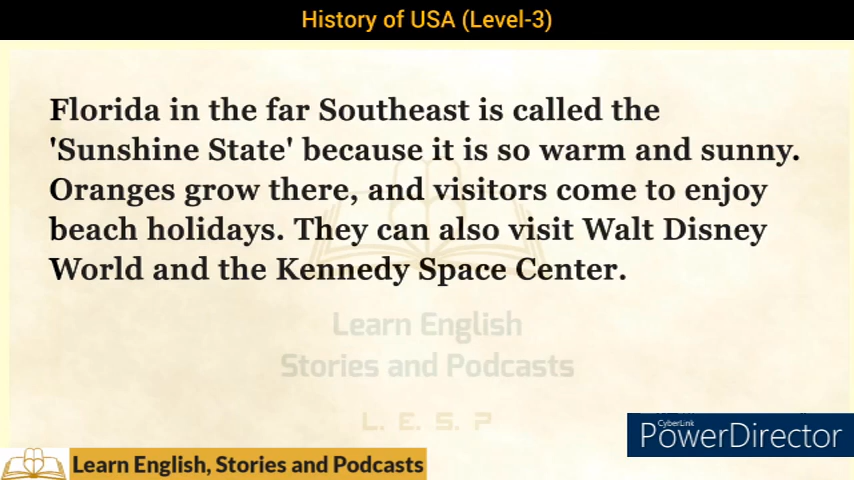 History of USA (Level-3)
Florida in the far Southeast is called the
'Sunshine State' because it is so warm and sunny.
Oranges grow there, and visitors come to enjoy
beach holidays. They can also visit Walt Disney
World and the Kennedy Space Center.
Learn English
Stories and Podcasts
L. E. S. P
CyberLink
PowerDirector
Learn English, Stories and Podcasts